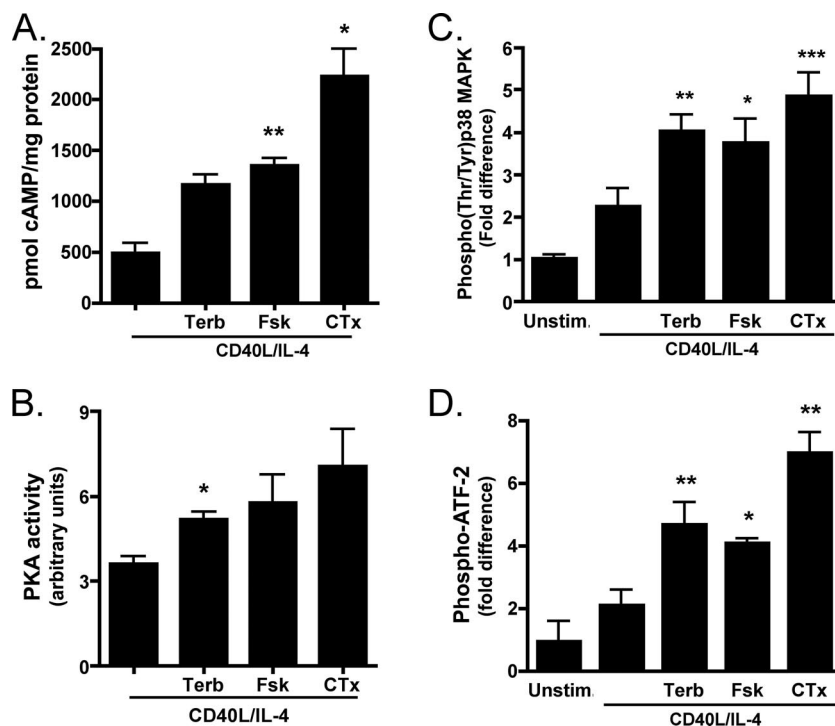 A.
pmol cAMP/mg protein
2500
2000
1500
1000
500
0
**
*
Terb Fsk CTx
CD40L/IL-4
B.
PKA activity
(arbitrary units)
9
6
3
0
*
Terb Fsk CTx
CD40L/IL-4
C.
Phospho(Thr/Tyr)p38 MAPK
(Fold difference)
6
5
4
3
2
1
0
**
*
***
Unstim. Terb Fsk CTx
CD40L/IL-4
D.
Phospho-ATF-2
(fold difference)
8
6
4
2
0
**
*
**
Unstim. Terb Fsk CTx
CD40L/IL-4